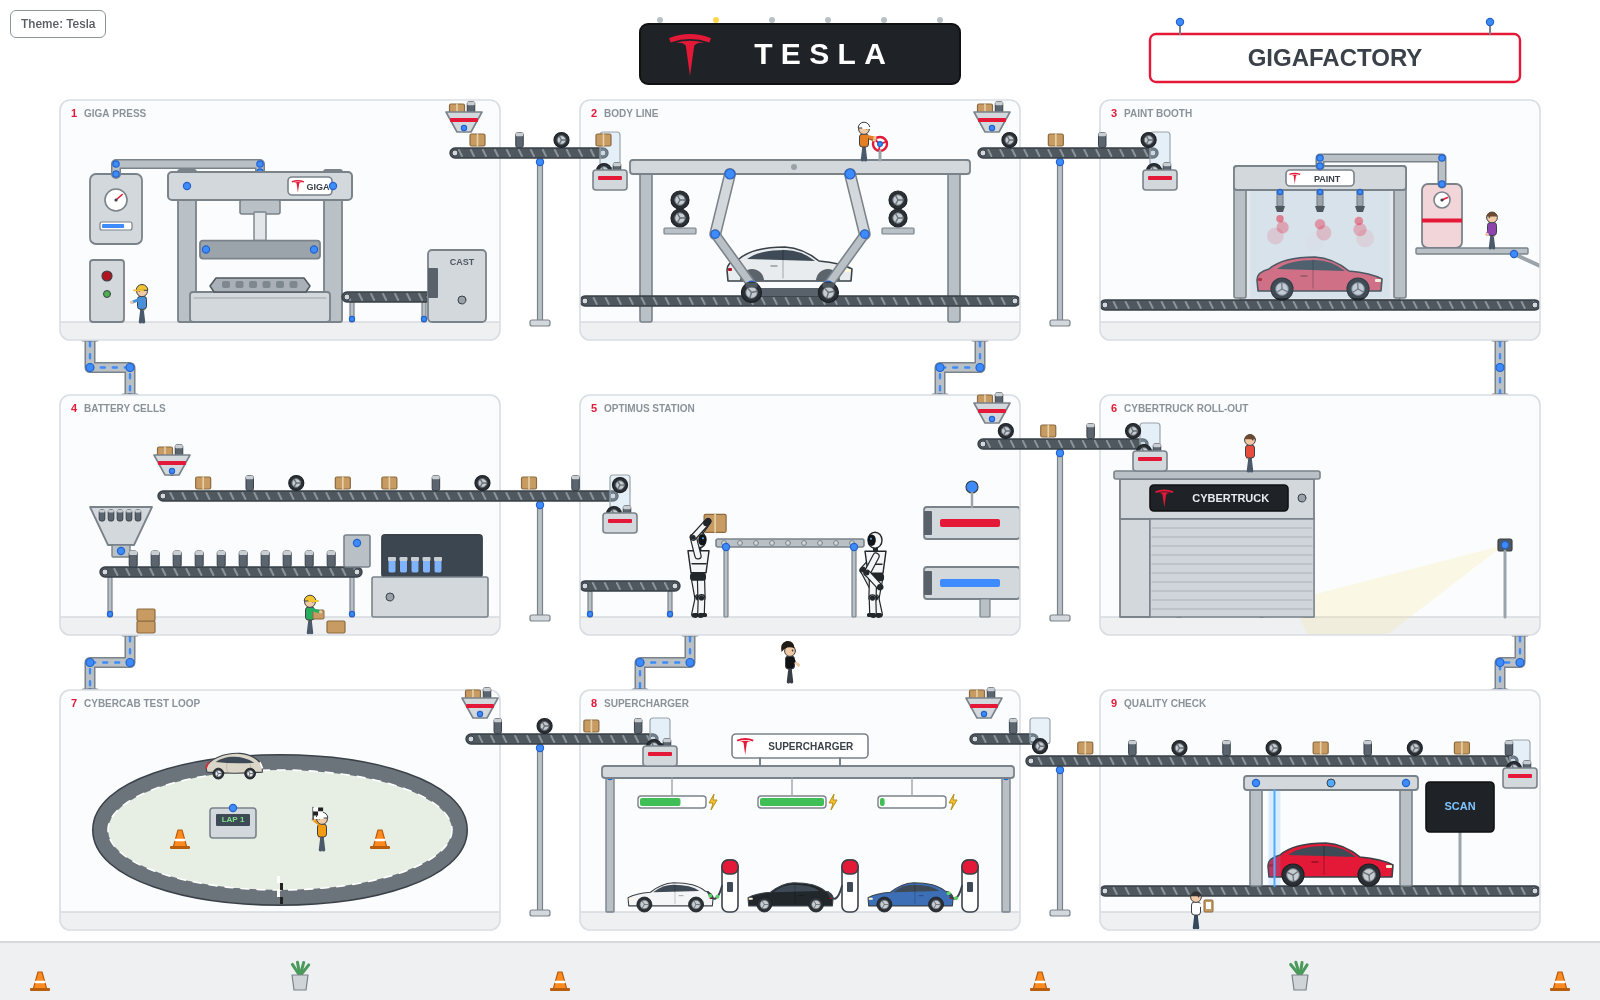 Theme: Tesla
TESLA
GIGAFACTORY
1 GIGA PRESS
2 BODY LINE
3 PAINT BOOTH
GIGA
PAINT
CAST
4 BATTERY CELLS
5 OPTIMUS STATION
6 CYBERTRUCK ROLL-OUT
CYBERTRUCK
7 CYBERCAB TEST LOOP
8 SUPERCHARGER
9 QUALITY CHECK
SUPERCHARGER
SCAN
LAP 1